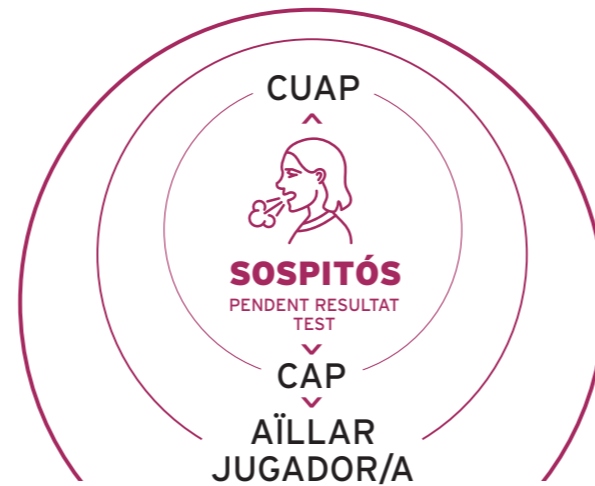 CUAP
SOSPITÓS
PENDENT RESULTAT
TEST
CAP
AÏLLAR
JUGADOR/A